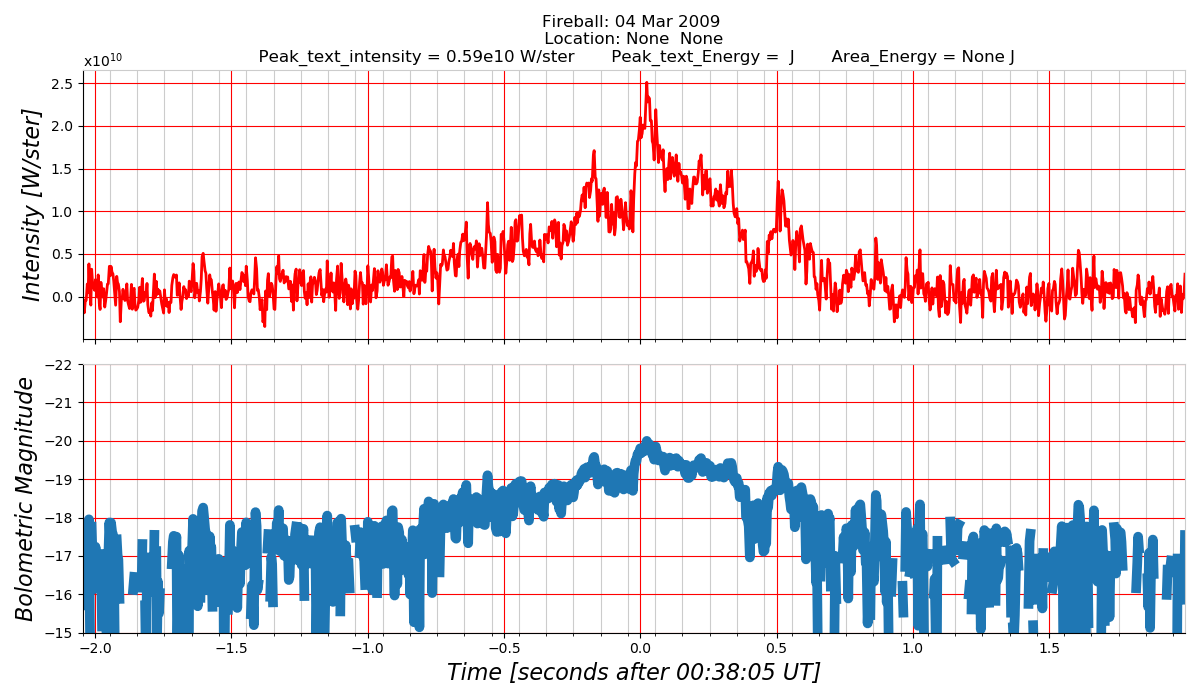 Fireball: 04 Mar 2009
Location: None  None
Peak_text_intensity = 0.59e10 W/ster       Peak_text_Energy =  J       Area_Energy = None J
x10¹⁰
Intensity [W/ster]
2.5
2.0
1.5
1.0
0.5
0.0
Bolometric Magnitude
−22
−21
−20
−19
−18
−17
−16
−15
−2.0 −1.5 −1.0 −0.5 0.0 0.5 1.0 1.5
Time [seconds after 00:38:05 UT]